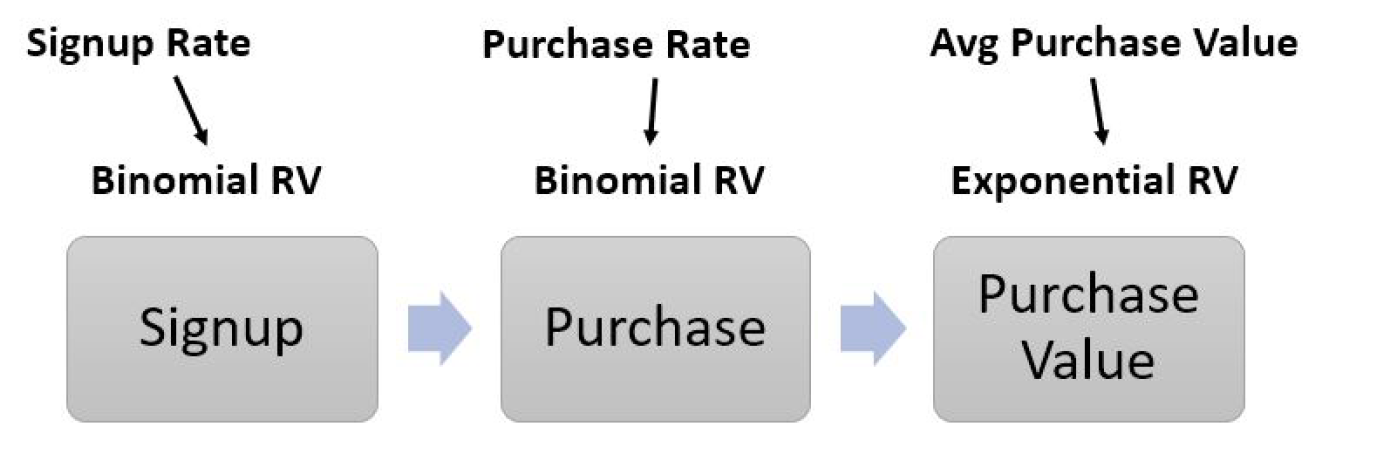 Signup Rate
Purchase Rate
Avg Purchase Value
Binomial RV
Binomial RV
Exponential RV
Signup
Purchase
Purchase
Value